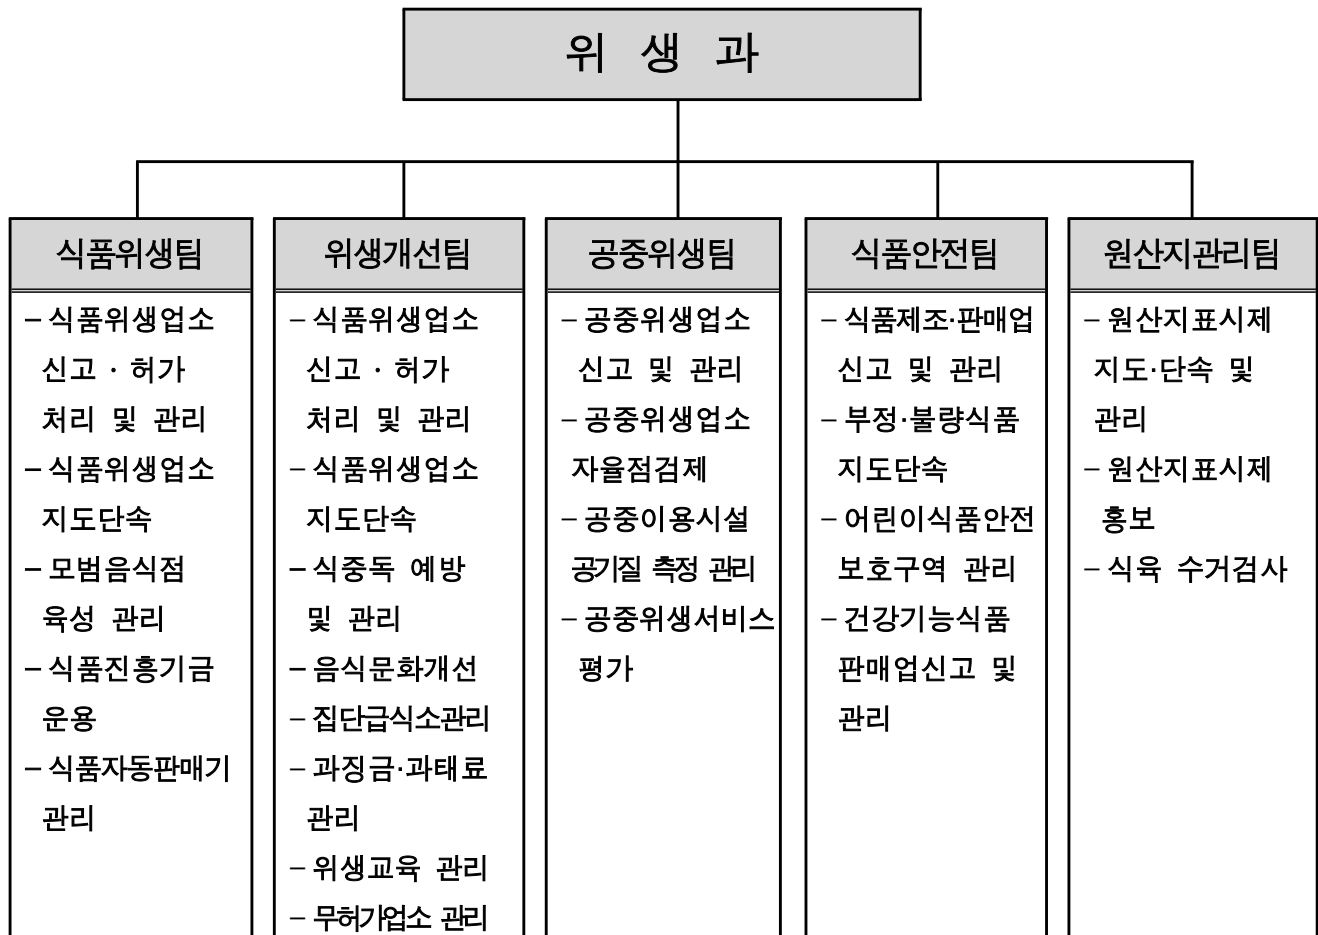 위 생 과
식품위생팀
– 식품위생업소
신고 · 허가
처리 및 관리
– 식품위생업소
지도단속
– 모범음식점
육성 관리
– 식품진흥기금
운용
– 식품자동판매기
관리
위생개선팀
– 식품위생업소
신고 · 허가
처리 및 관리
– 식품위생업소
지도단속
– 식중독 예방
및 관리
– 음식문화개선
– 집단급식소관리
– 과징금·과태료
관리
– 위생교육 관리
– 무허가업소 관리
공중위생팀
– 공중위생업소
신고 및 관리
– 공중위생업소
자율점검제
– 공중이용시설
공기질 측정 관리
– 공중위생서비스
평가
식품안전팀
– 식품제조·판매업
신고 및 관리
– 부정·불량식품
지도단속
– 어린이식품안전
보호구역 관리
– 건강기능식품
판매업신고 및
관리
원산지관리팀
– 원산지표시제
지도·단속 및
관리
– 원산지표시제
홍보
– 식육 수거검사